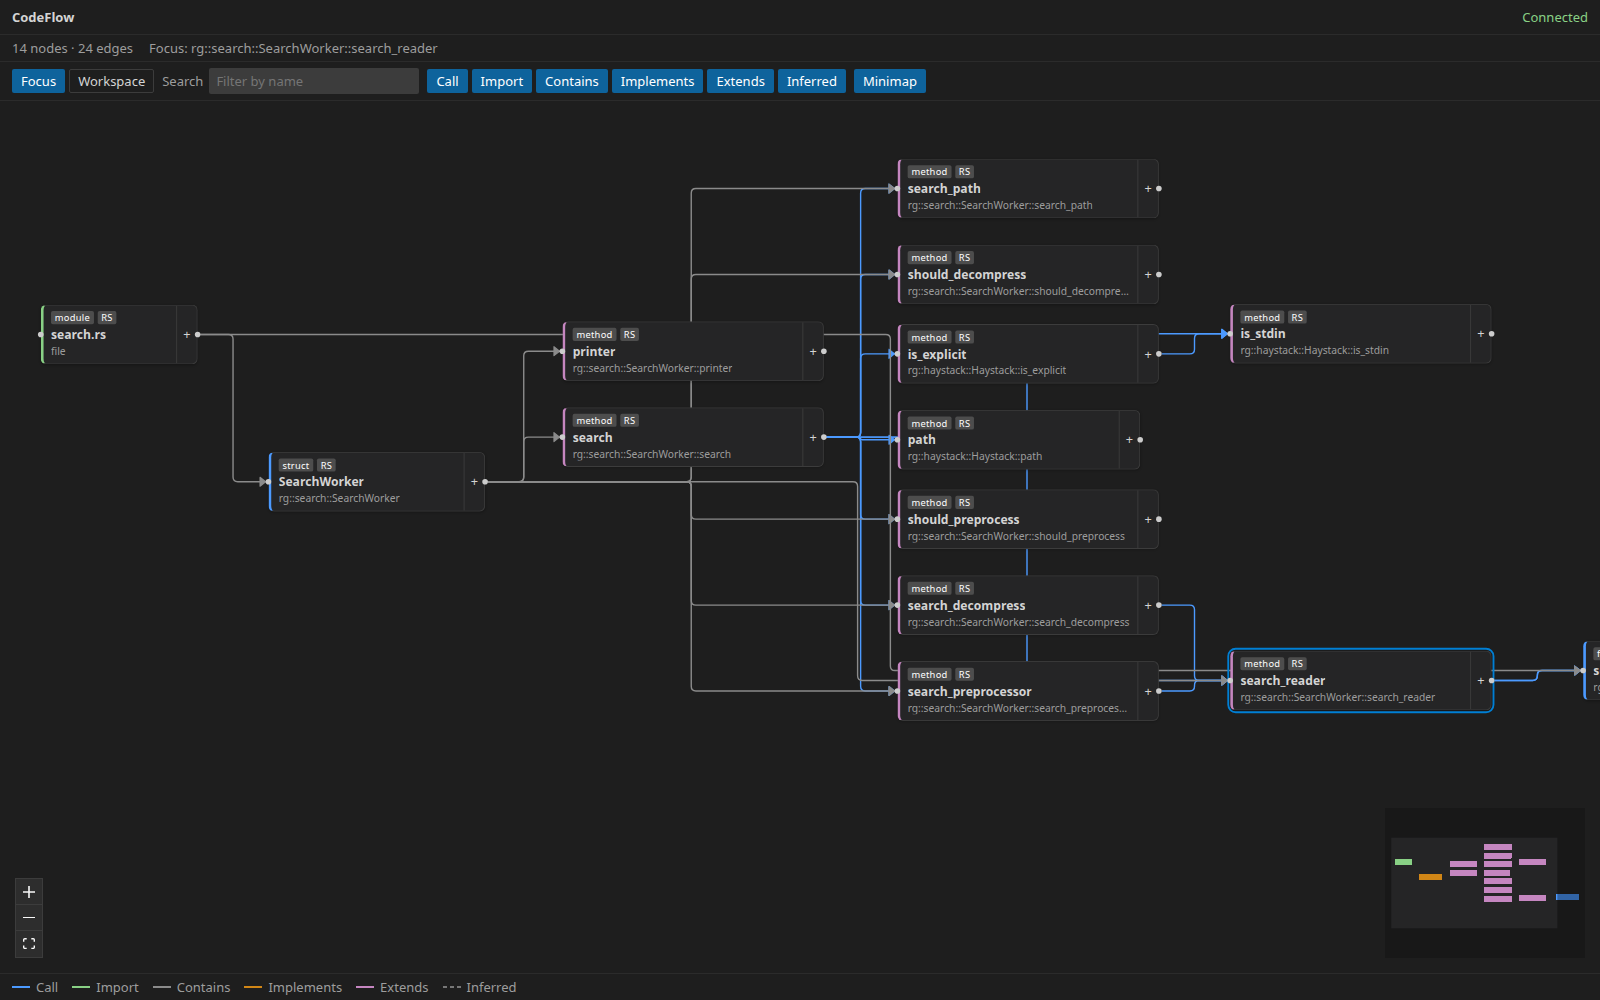 CodeFlow
Connected
14 nodes · 24 edges Focus: rg::search::SearchWorker::search_reader
Focus Workspace Search Filter by name Call Import Contains Implements Extends Inferred Minimap
method RS
search_path
+
rg::search::SearchWorker::search_path
method RS
should_decompress
+
rg::search::SearchWorker::should_decompre...
module RS
search.rs
+
file
method RS
printer
+
rg::search::SearchWorker::printer
method RS
is_explicit
+
rg::haystack::Haystack::is_explicit
method RS
is_stdin
+
rg::haystack::Haystack::is_stdin
method RS
search
+
rg::search::SearchWorker::search
method RS
path
+
rg::haystack::Haystack::path
struct RS
SearchWorker
+
rg::search::SearchWorker
method RS
should_preprocess
+
rg::search::SearchWorker::should_preprocess
method RS
search_decompress
+
rg::search::SearchWorker::search_decompress
method RS
search_preprocessor
+
rg::search::SearchWorker::search_preproces...
method RS
search_reader
+
rg::search::SearchWorker::search_reader
f
s
rg
Call Import Contains Implements Extends Inferred